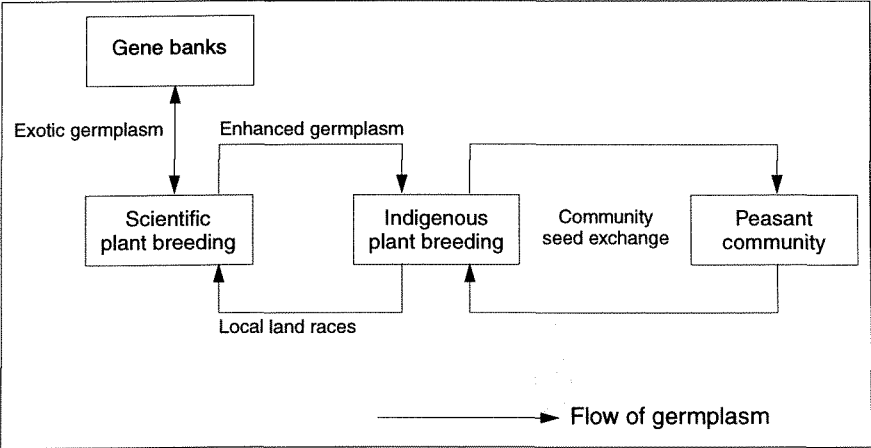 Gene banks
Exotic germplasm
Enhanced germplasm
Scientific
plant breeding
Indigenous
plant breeding
Community
seed exchange
Peasant
community
Local land races
Flow of germplasm